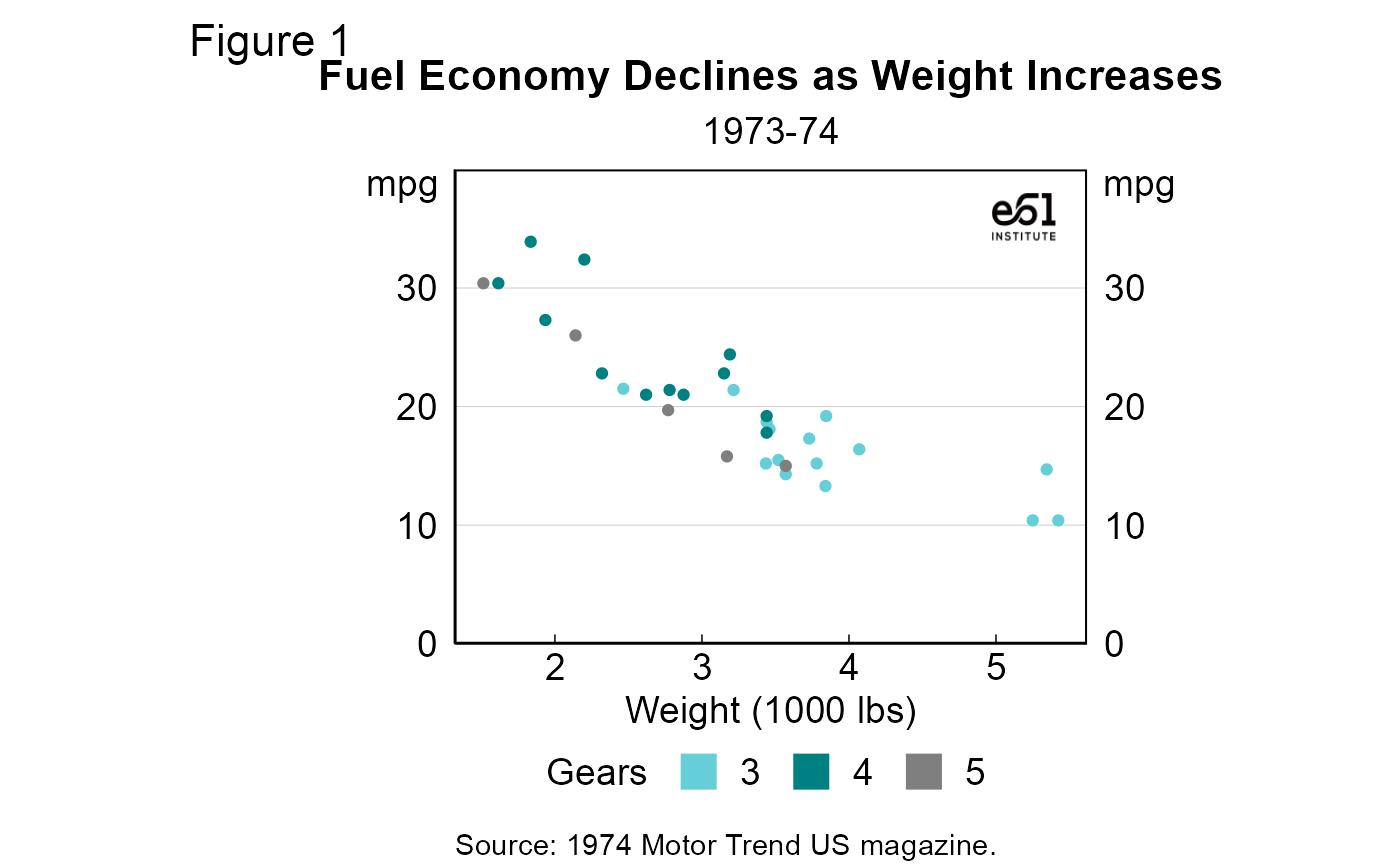 Figure 1
Fuel Economy Declines as Weight Increases
1973-74
mpg mpg
e61
INSTITUTE
30 30
20 20
10 10
0 0
2 3 4 5
Weight (1000 lbs)
Gears 3 4 5
Source: 1974 Motor Trend US magazine.